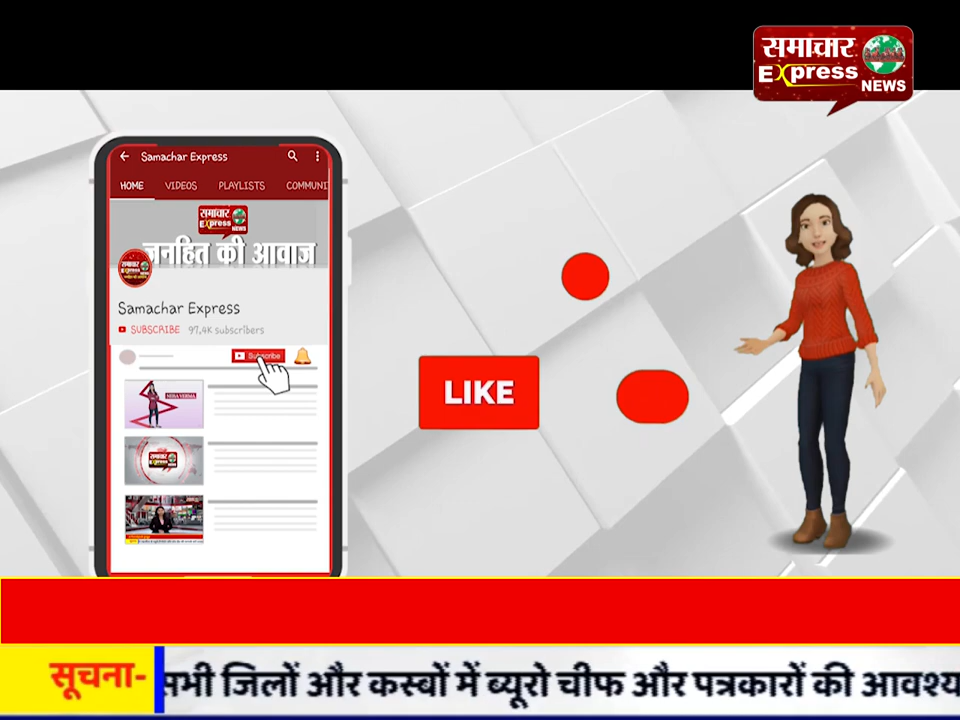 समाचार
Express
NEWS
Samachar Express
HOME VIDEOS PLAYLISTS COMMUNI
समाचार
Express
NEWS
जनहित की आवाज
Samachar Express
SUBSCRIBE 97.4K subscribers
Subscribe
LIKE
सूचना- सभी जिलों और कस्बों में ब्यूरो चीफ और पत्रकारों की आवश्य